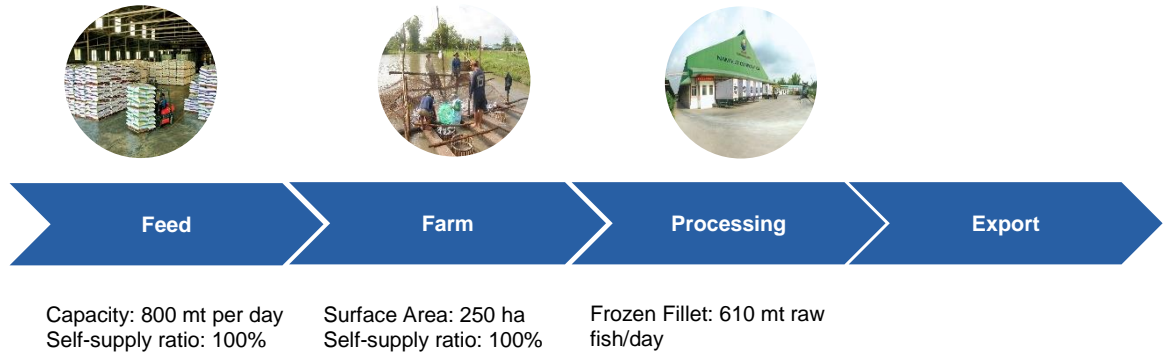 Feed
Farm
Processing
Export
Capacity: 800 mt per day
Self-supply ratio: 100%
Surface Area: 250 ha
Self-supply ratio: 100%
Frozen Fillet: 610 mt raw
fish/day